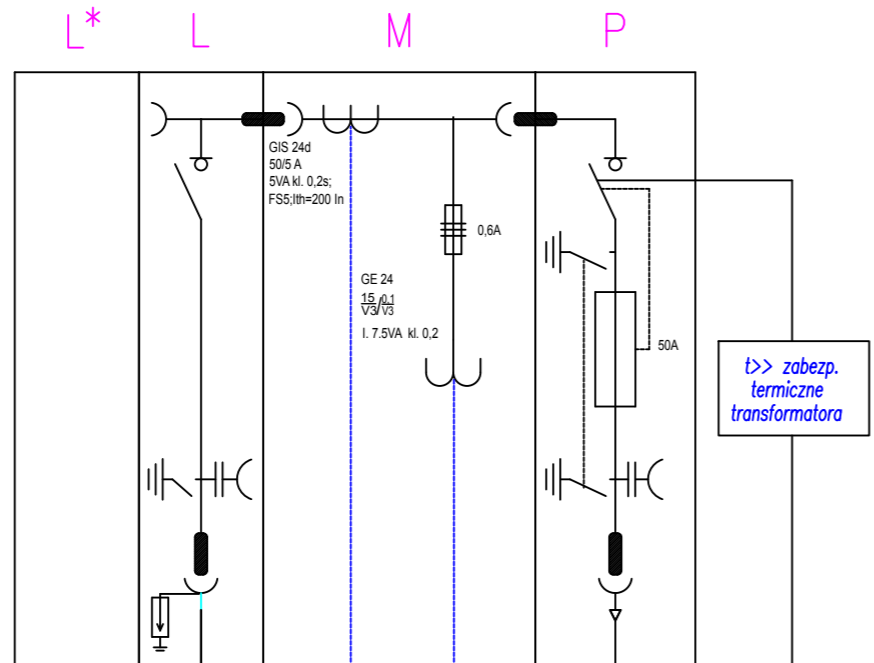 L* L M P
GIS 24d
50/5 A
5VA kl. 0,2s;
FS5;Ith=200 In
0,6A
GE 24
15/√3/0,1/√3
I. 7.5VA kl. 0,2
50A
t>> zabezp.
termiczne
transformatora